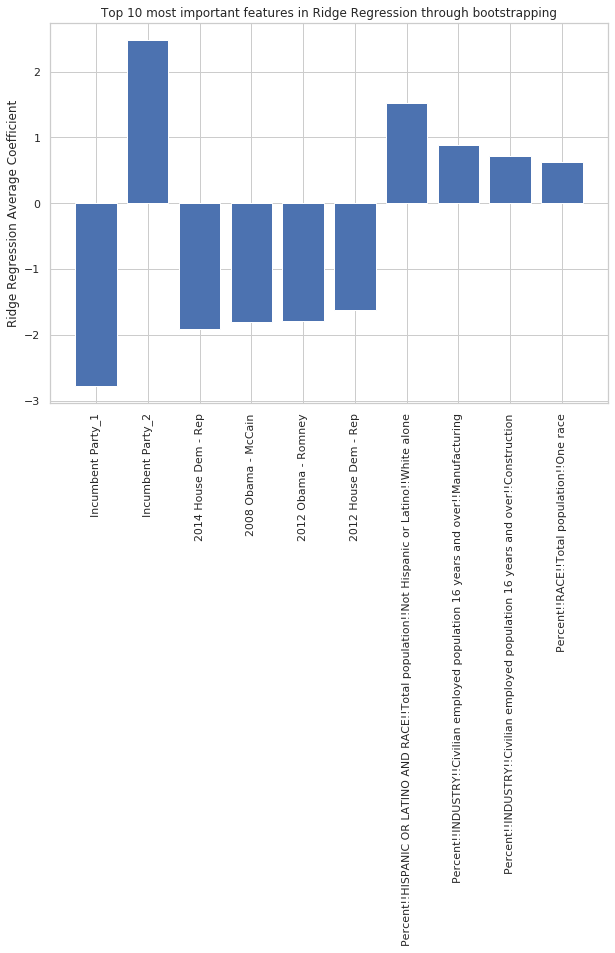 Top 10 most important features in Ridge Regression through bootstrapping
Ridge Regression Average Coefficient
2
1
0
−1
−2
−3
Incumbent Party_1
Incumbent Party_2
2014 House Dem - Rep
2008 Obama - McCain
2012 Obama - Romney
2012 House Dem - Rep
Percent!!HISPANIC OR LATINO AND RACE!!Total population!!Not Hispanic or Latino!!White alone
Percent!!INDUSTRY!!Civilian employed population 16 years and over!!Manufacturing
Percent!!INDUSTRY!!Civilian employed population 16 years and over!!Construction
Percent!!RACE!!Total population!!One race